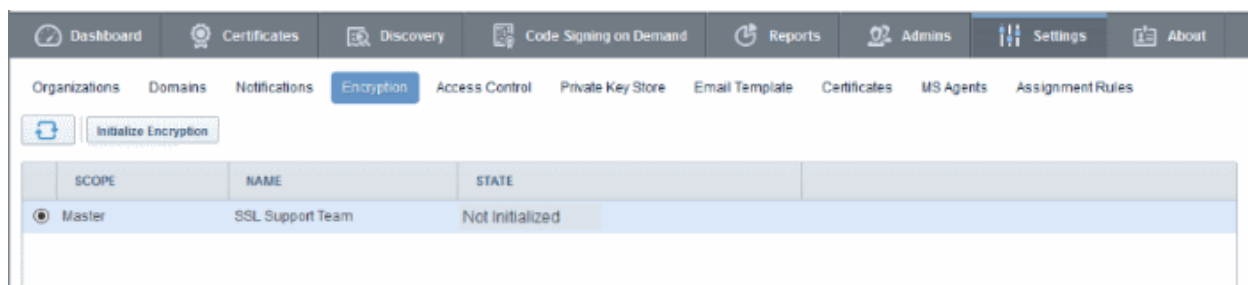 Dashboard Certificates Discovery Code Signing on Demand Reports Admins Settings About
Organizations Domains Notifications Encryption Access Control Private Key Store Email Template Certificates MS Agents Assignment Rules
Initialize Encryption
SCOPE NAME STATE
Master SSL Support Team Not Initialized